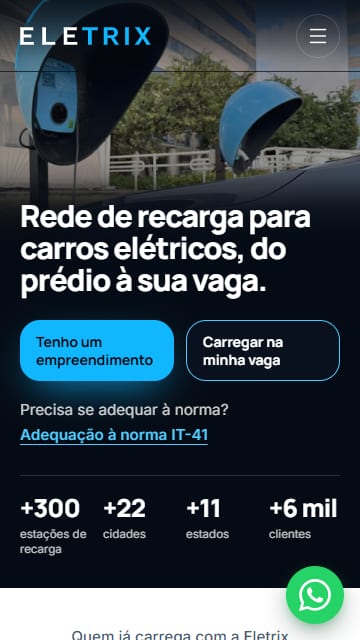 ELETRIX
Rede de recarga para
carros elétricos, do
prédio à sua vaga.
Tenho um
empreendimento
Carregar na
minha vaga
Precisa se adequar à norma?
Adequação à norma IT-41
+300 +22 +11 +6 mil
estações de recarga cidades estados clientes
Quem já carrega com a Eletrix